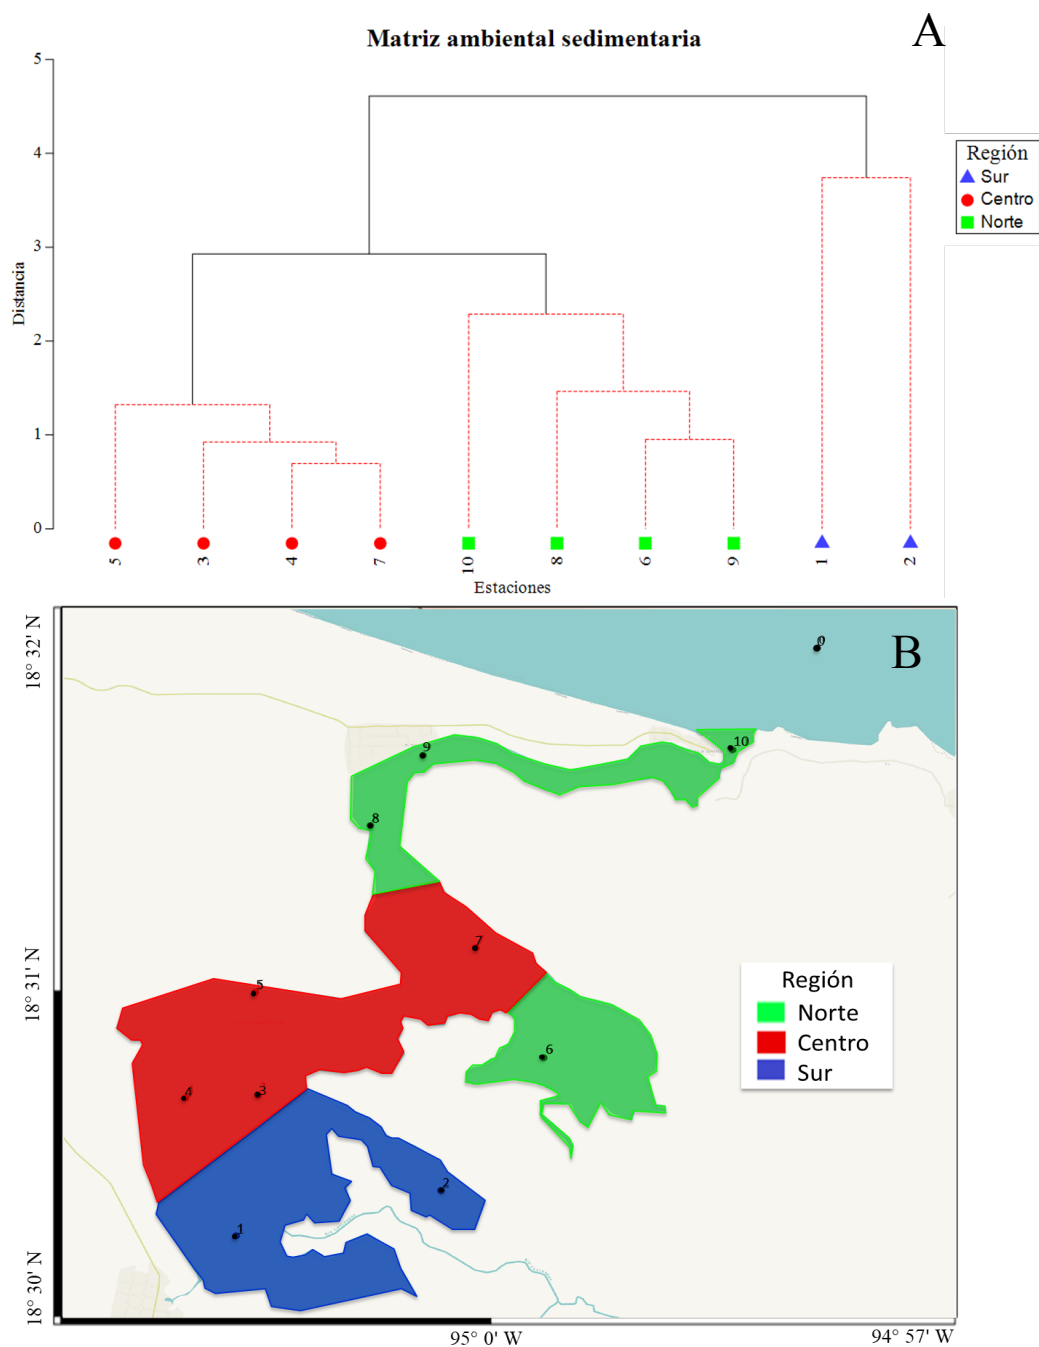 Matriz ambiental sedimentaria
A
5
4
3
2
1
0
Distancia
Región
Sur
Centro
Norte
5 3 4 7 10 8 6 9 1 2
Estaciones
B
18° 32' N
18° 31' N
18° 30' N
0
10
9
8
7
5
6
4
3
2
1
Región
Norte
Centro
Sur
95° 0' W
94° 57' W